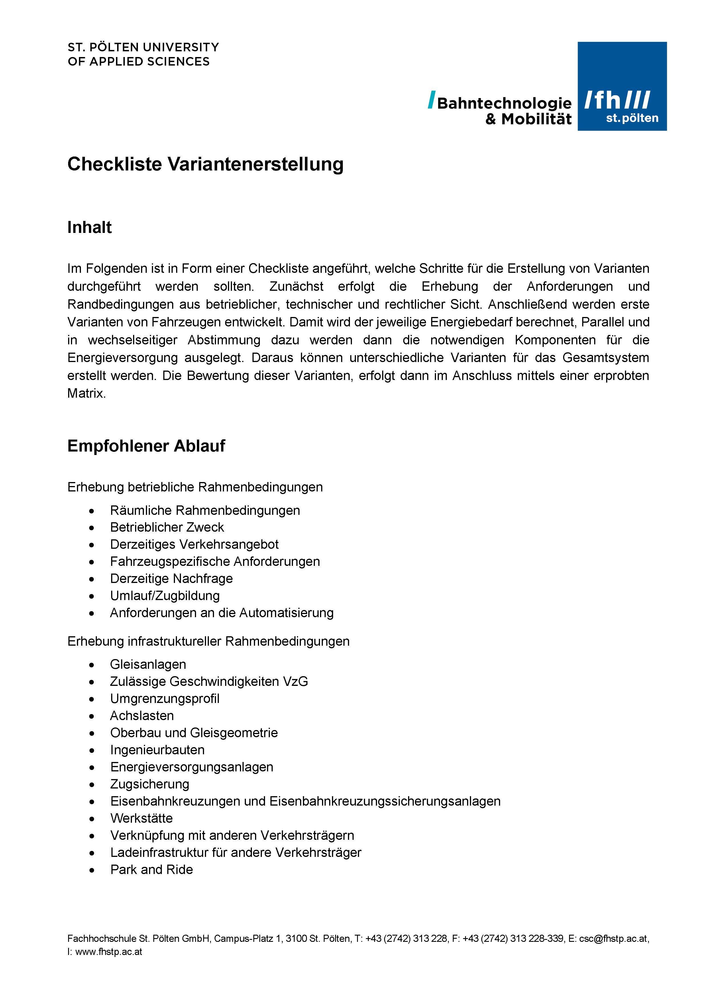 ST. PÖLTEN UNIVERSITY
OF APPLIED SCIENCES
/Bahntechnologie
& Mobilität
/fh///
st.pölten
Checkliste Variantenerstellung
Inhalt
Im Folgenden ist in Form einer Checkliste angeführt, welche Schritte für die Erstellung von Varianten
durchgeführt werden sollten. Zunächst erfolgt die Erhebung der Anforderungen und
Randbedingungen aus betrieblicher, technischer und rechtlicher Sicht. Anschließend werden erste
Varianten von Fahrzeugen entwickelt. Damit wird der jeweilige Energiebedarf berechnet, Parallel und
in wechselseitiger Abstimmung dazu werden dann die notwendigen Komponenten für die
Energieversorgung ausgelegt. Daraus können unterschiedliche Varianten für das Gesamtsystem
erstellt werden. Die Bewertung dieser Varianten, erfolgt dann im Anschluss mittels einer erprobten
Matrix.
Empfohlener Ablauf
Erhebung betriebliche Rahmenbedingungen
• Räumliche Rahmenbedingungen
• Betrieblicher Zweck
• Derzeitiges Verkehrsangebot
• Fahrzeugspezifische Anforderungen
• Derzeitige Nachfrage
• Umlauf/Zugbildung
• Anforderungen an die Automatisierung
Erhebung infrastruktureller Rahmenbedingungen
• Gleisanlagen
• Zulässige Geschwindigkeiten VzG
• Umgrenzungsprofil
• Achslasten
• Oberbau und Gleisgeometrie
• Ingenieurbauten
• Energieversorgungsanlagen
• Zugsicherung
• Eisenbahnkreuzungen und Eisenbahnkreuzungssicherungsanlagen
• Werkstätte
• Verknüpfung mit anderen Verkehrsträgern
• Ladeinfrastruktur für andere Verkehrsträger
• Park and Ride
Fachhochschule St. Pölten GmbH, Campus-Platz 1, 3100 St. Pölten, T: +43 (2742) 313 228, F: +43 (2742) 313 228-339, E: csc@fhstp.ac.at,
I: www.fhstp.ac.at